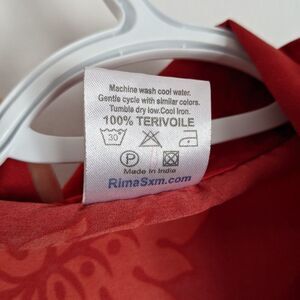 Machine wash cool water.
Gentle cycle with similar colors.
Tumble dry low.Cool Iron.
100% TERIVOILE
30
P
Made In India
RimaSxm.com